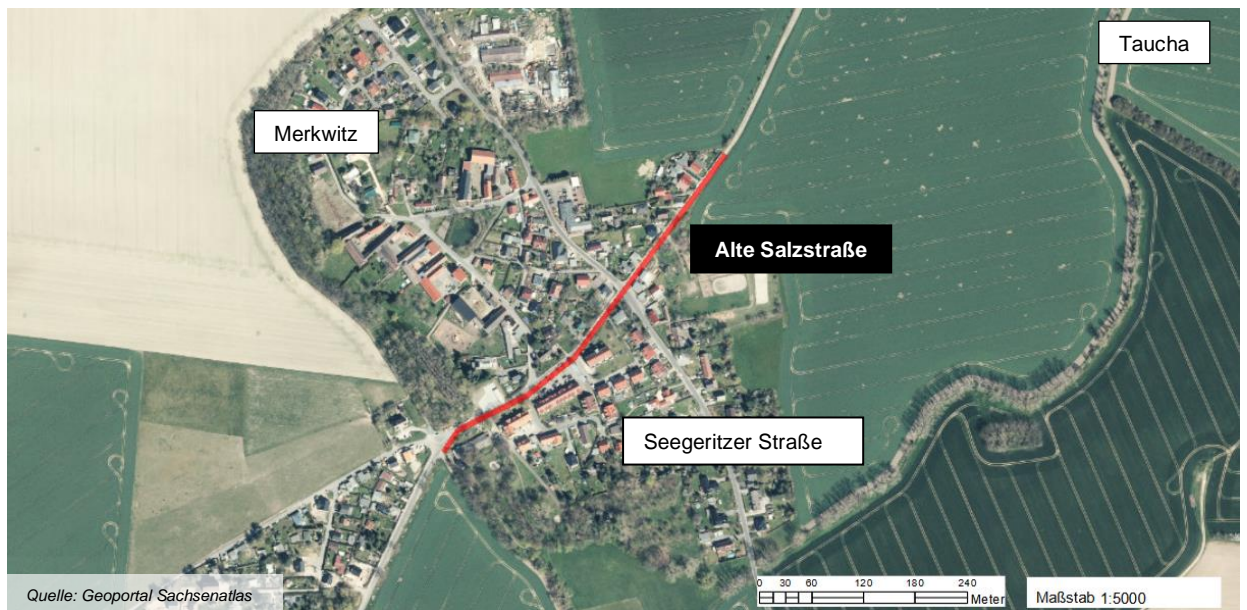 Taucha
Merkwitz
Alte Salzstraße
Seegeritzer Straße
Quelle: Geoportal Sachsenatlas
0 30 60 120 180 240
Meter
Maßstab 1:5000